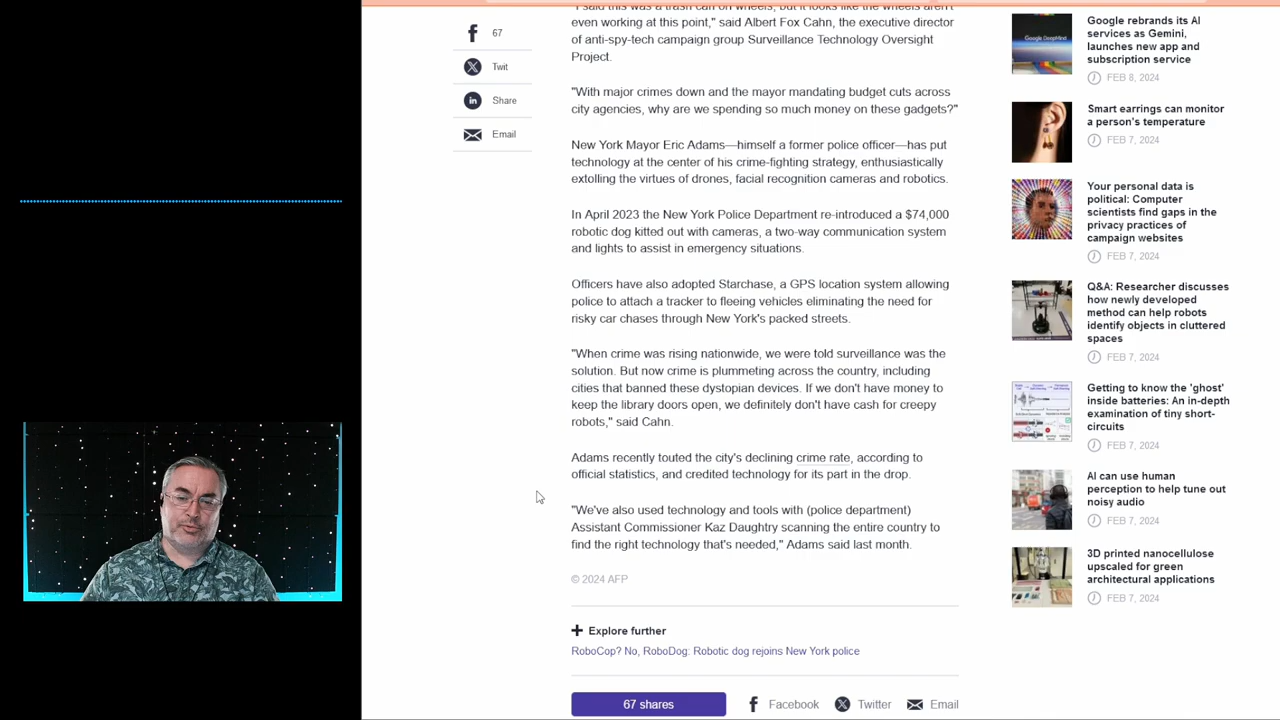 "I said this was a trash can on wheels, but it looks like the wheels aren't
even working at this point," said Albert Fox Cahn, the executive director
of anti-spy-tech campaign group Surveillance Technology Oversight
Project.
"With major crimes down and the mayor mandating budget cuts across
city agencies, why are we spending so much money on these gadgets?"
New York Mayor Eric Adams—himself a former police officer—has put
technology at the center of his crime-fighting strategy, enthusiastically
extolling the virtues of drones, facial recognition cameras and robotics.
In April 2023 the New York Police Department re-introduced a $74,000
robotic dog kitted out with cameras, a two-way communication system
and lights to assist in emergency situations.
Officers have also adopted Starchase, a GPS location system allowing
police to attach a tracker to fleeing vehicles eliminating the need for
risky car chases through New York's packed streets.
"When crime was rising nationwide, we were told surveillance was the
solution. But now crime is plummeting across the country, including
cities that banned these dystopian devices. If we don't have money to
keep the library doors open, we definitely don't have cash for creepy
robots," said Cahn.
Adams recently touted the city's declining crime rate, according to
official statistics, and credited technology for its part in the drop.
"We've also used technology and tools with (police department)
Assistant Commissioner Kaz Daughtry scanning the entire country to
find the right technology that's needed," Adams said last month.
© 2024 AFP
Explore further
RoboCop? No, RoboDog: Robotic dog rejoins New York police
67 shares
Facebook
Twitter
Email
67
Twit
Share
Email
Google rebrands its AI
services as Gemini,
launches new app and
subscription service
FEB 8, 2024
Smart earrings can monitor
a person's temperature
FEB 7, 2024
Your personal data is
political: Computer
scientists find gaps in the
privacy practices of
campaign websites
FEB 7, 2024
Q&A: Researcher discusses
how newly developed
method can help robots
identify objects in cluttered
spaces
FEB 7, 2024
Getting to know the 'ghost'
inside batteries: An in-depth
examination of tiny short-
circuits
FEB 7, 2024
AI can use human
perception to help tune out
noisy audio
FEB 7, 2024
3D printed nanocellulose
upscaled for green
architectural applications
FEB 7, 2024
Google DeepMind